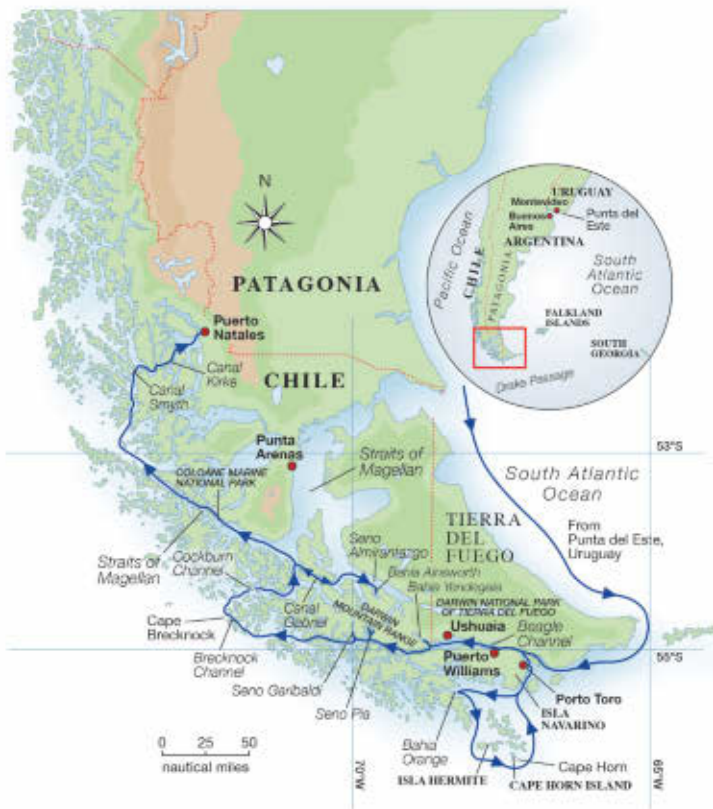 N
PATAGONIA
Puerto
Natales
Canal
Kirke
Canal
Smyth
CHILE
Punta
Arenas
Straits of
Magellan
COLOANE MARINE
NATIONAL PARK
Straits of
Magellan
Cockburn
Channel
Cape
Brecknock
Brecknock
Channel
Canal
Gabriel
Seno
Almirantazgo
Bahia Ainsworth
Bahia Yendegaia
DARWIN
MOUNTAIN RANGE
TIERRA
DEL
FUEGO
DARWIN NATIONAL PARK
OF TIERRA DEL FUEGO
Ushuaia
Beagle
Channel
Puerto
Williams
Seno Garibaldi
Seno Pia
Porto Toro
ISLA
NAVARINO
Bahia
Orange
ISLA HERMITE
Cape Horn
CAPE HORN ISLAND
South Atlantic
Ocean
From
Punta del Este,
Uruguay
53°S
55°S
70°W
65°W
0 25 50
nautical miles
URUGUAY
Montevideo
Buenos
Aires
Punta del
Este
ARGENTINA
Pacific Ocean
CHILE
PATAGONIA
South
Atlantic
Ocean
FALKLAND
ISLANDS
SOUTH
GEORGIA
Drake Passage